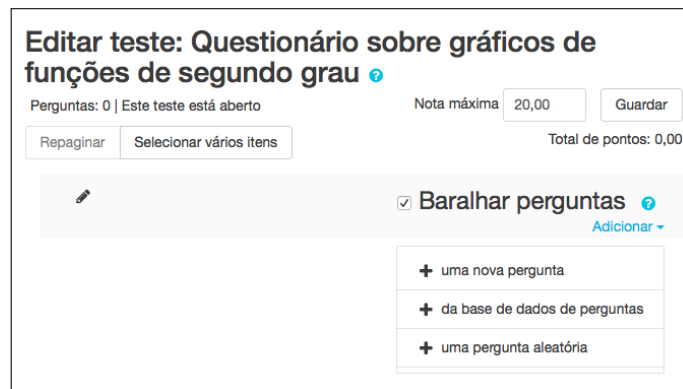 Editar teste: Questionário sobre gráficos de
funções de segundo grau
Perguntas: 0 | Este teste está aberto
Nota máxima 20,00 Guardar
Repaginar Selecionar vários itens
Total de pontos: 0,00
Baralhar perguntas
Adicionar
uma nova pergunta
da base de dados de perguntas
uma pergunta aleatória